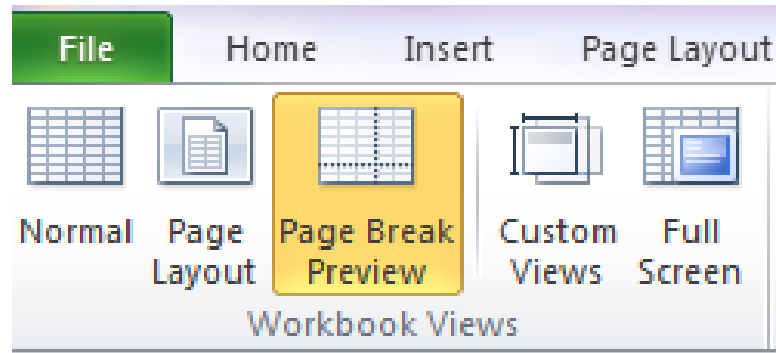 File Home Insert Page Layout
Normal Page Layout Page Break Preview Custom Views Full Screen
Workbook Views